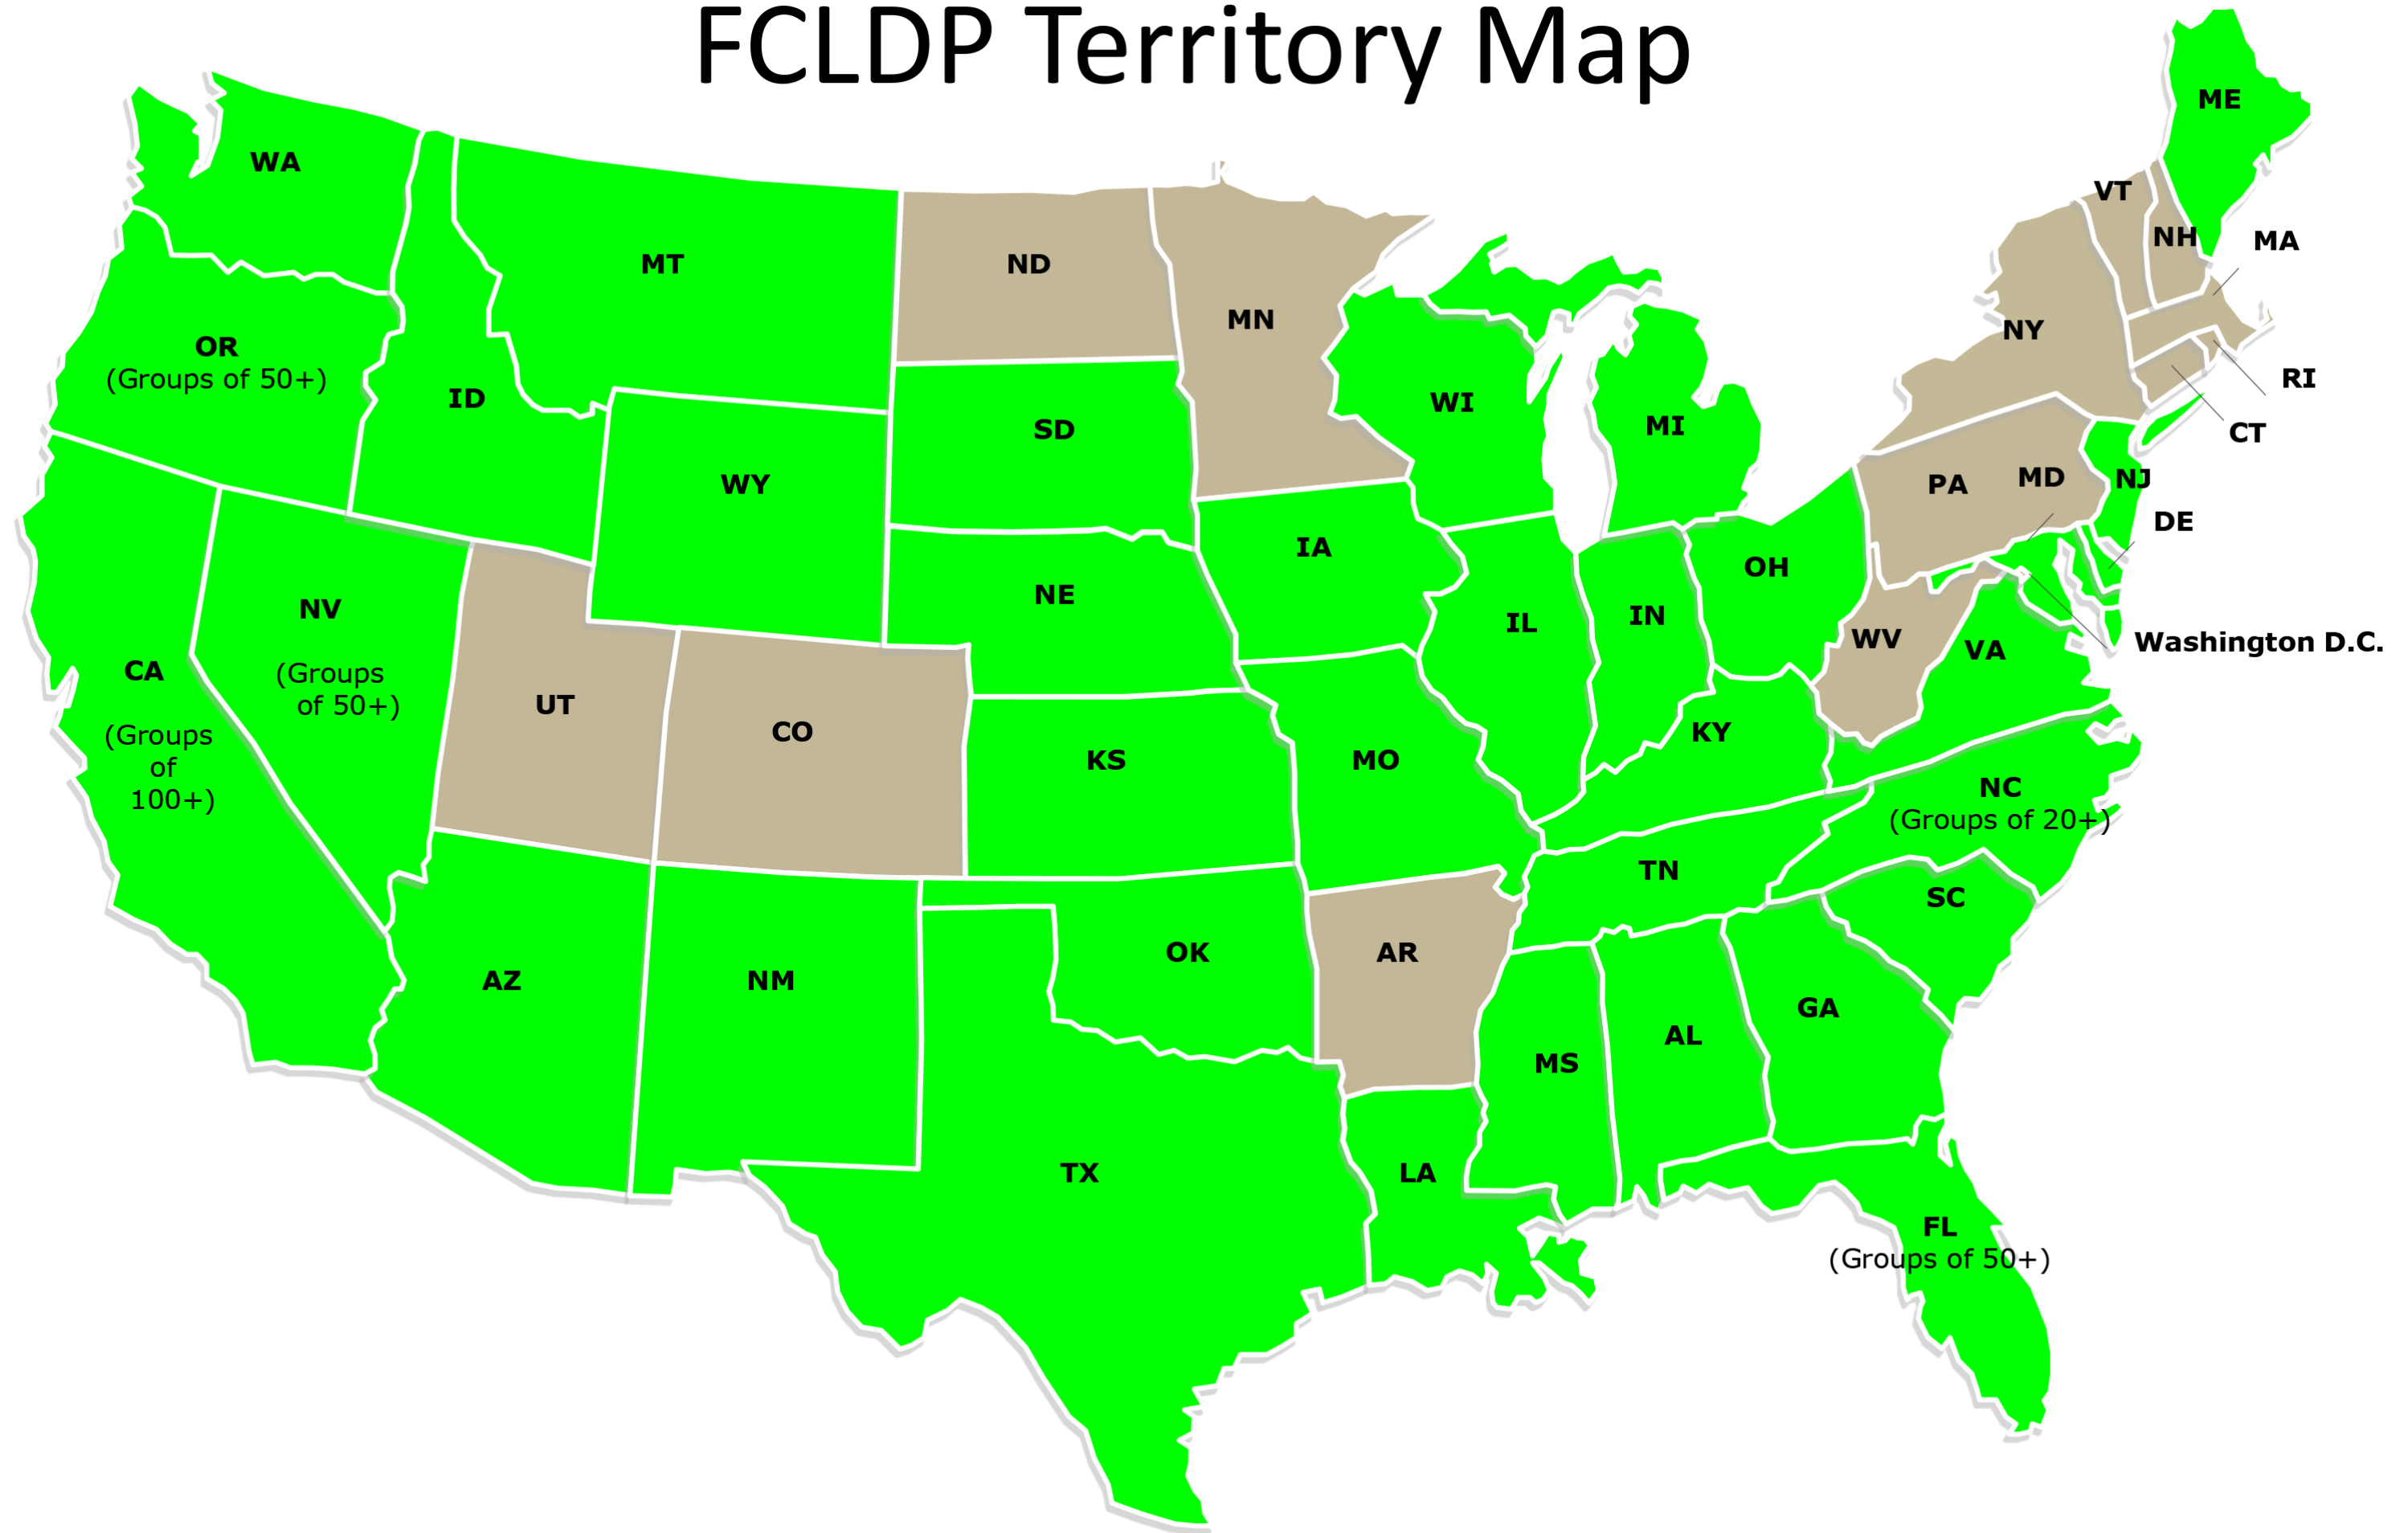 FCLDP Territory Map
ME
WA
VT
NH
MA
MT
ND
MN
NY
OR
(Groups of 50+)
RI
ID
WI
MI
SD
CT
WY
PA
MD
NJ
DE
IA
OH
NE
NV
(Groups
of 50+)
IL
IN
WV
VA
Washington D.C.
CA
(Groups
of
100+)
UT
CO
KS
MO
KY
NC
(Groups of 20+)
TN
SC
OK
AR
AZ
NM
GA
AL
MS
TX
LA
FL
(Groups of 50+)